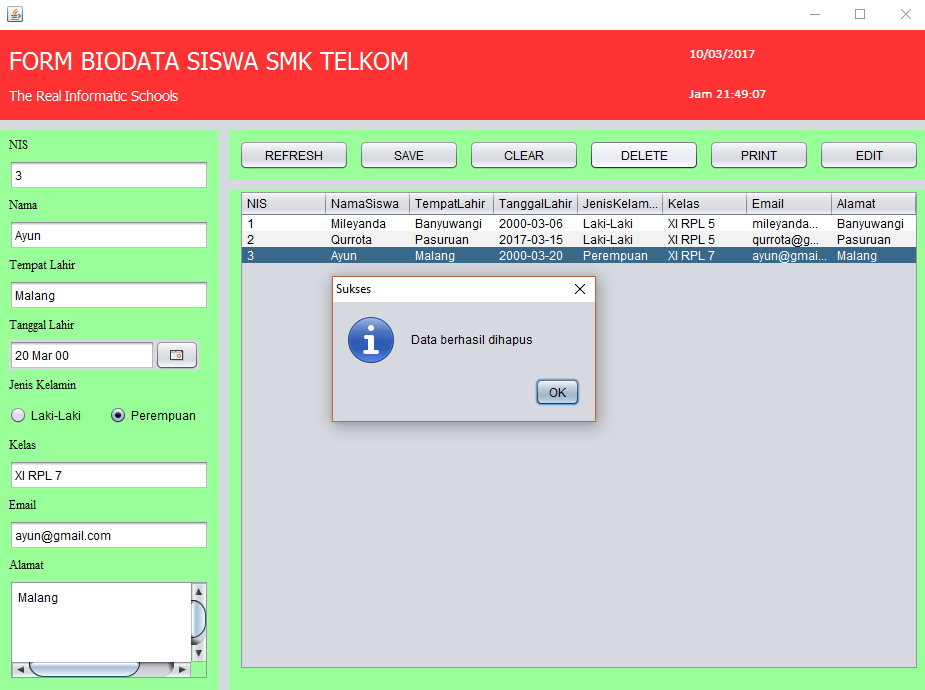 FORM BIODATA SISWA SMK TELKOM
10/03/2017
The Real Informatic Schools
Jam 21:49:07
NIS
3
Nama
Ayun
Tempat Lahir
Malang
Tanggal Lahir
20 Mar 00
Jenis Kelamin
Laki-Laki Perempuan
Kelas
XI RPL 7
Email
ayun@gmail.com
Alamat
Malang
REFRESH SAVE CLEAR DELETE PRINT EDIT
NIS NamaSiswa TempatLahir TanggalLahir JenisKelam... Kelas Email Alamat
1 Mileyanda Banyuwangi 2000-03-06 Laki-Laki XI RPL 5 mileyanda... Banyuwangi
2 Qurrota Pasuruan 2017-03-15 Laki-Laki XI RPL 5 qurrota@g... Pasuruan
3 Ayun Malang 2000-03-20 Perempuan XI RPL 7 ayun@gmai... Malang
Sukses
Data berhasil dihapus
OK